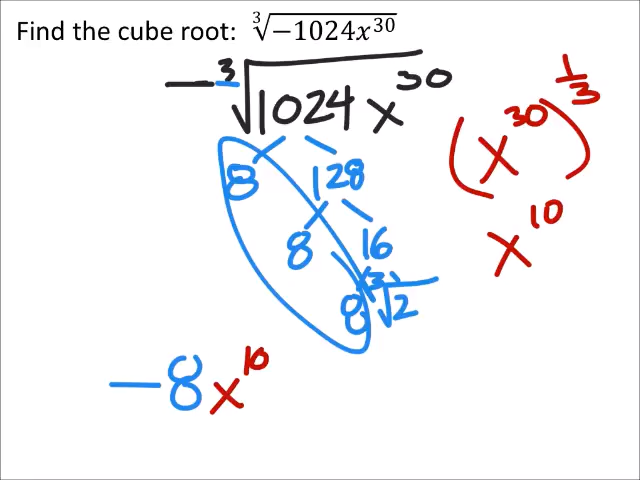 Find the cube root: ∛−1024x³⁰
−∛1024x³⁰
(x³⁰)^(1/3)
x¹⁰
8 128
8 16
8 ∛2
−8x¹⁰